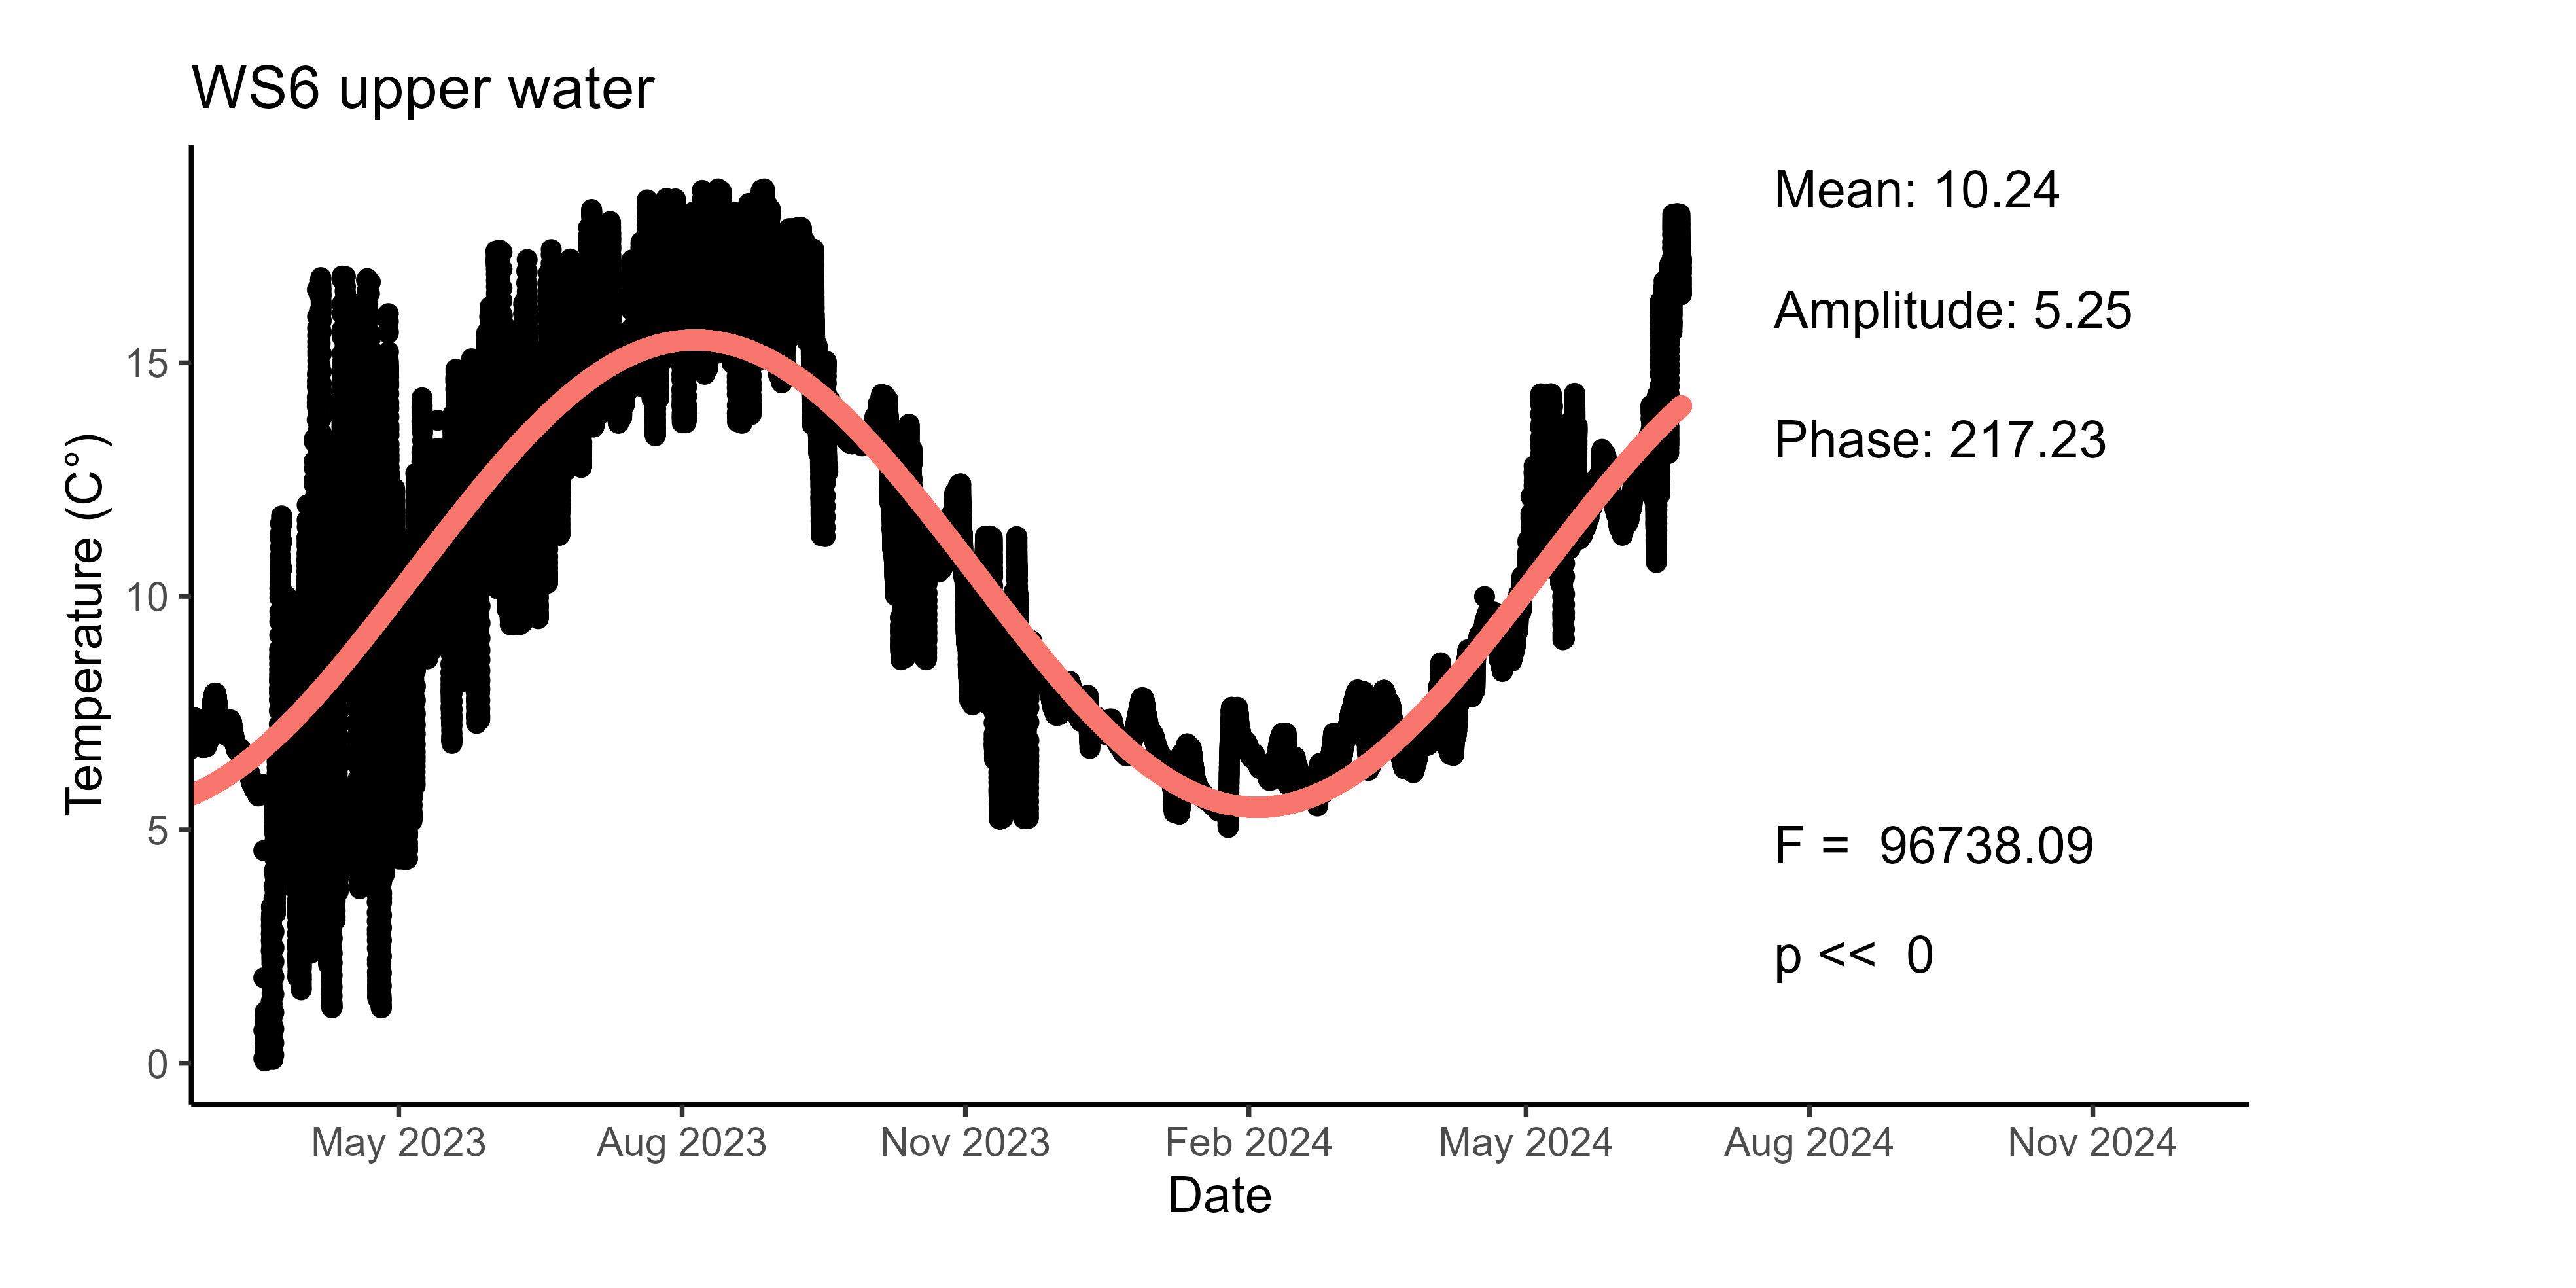 WS6 upper water
Mean: 10.24
Amplitude: 5.25
Phase: 217.23
F =  96738.09
p <<  0
Temperature (C°)
15
10
5
0
May 2023
Aug 2023
Nov 2023
Feb 2024
May 2024
Aug 2024
Nov 2024
Date